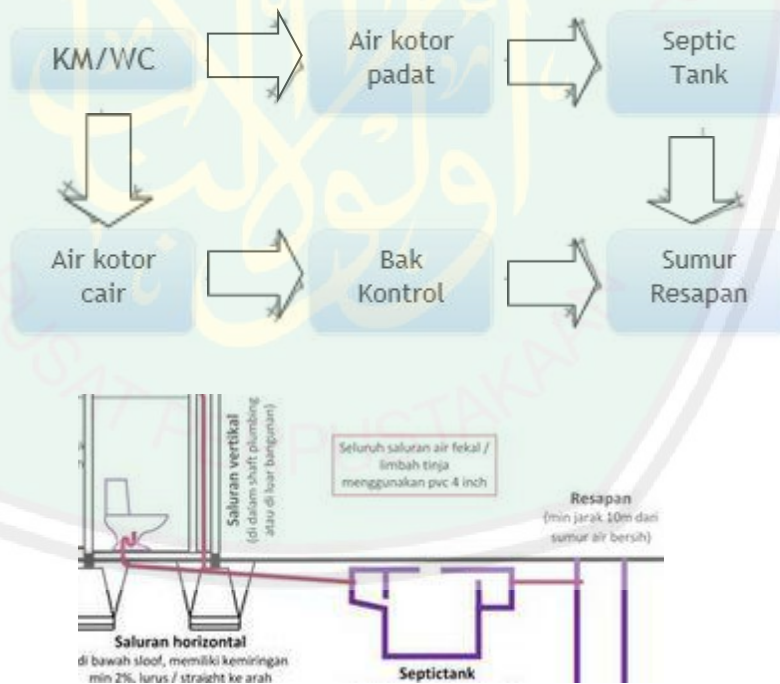 KM/WC
Air kotor
padat
Septic
Tank
Air kotor
cair
Bak
Kontrol
Sumur
Resapan
PUSAT PERPUSTAKAAN
Saluran vertikal
(di dalam shaft plumbing
atau di luar bangunan)
Seluruh saluran air fekal /
limbah tinja
menggunakan pvc 4 inch
Resapan
(min jarak 10m dari
sumur air bersih)
Saluran horizontal
di bawah sloof, memiliki kemiringan
min 2%, lurus / straight ke arah
Septictank